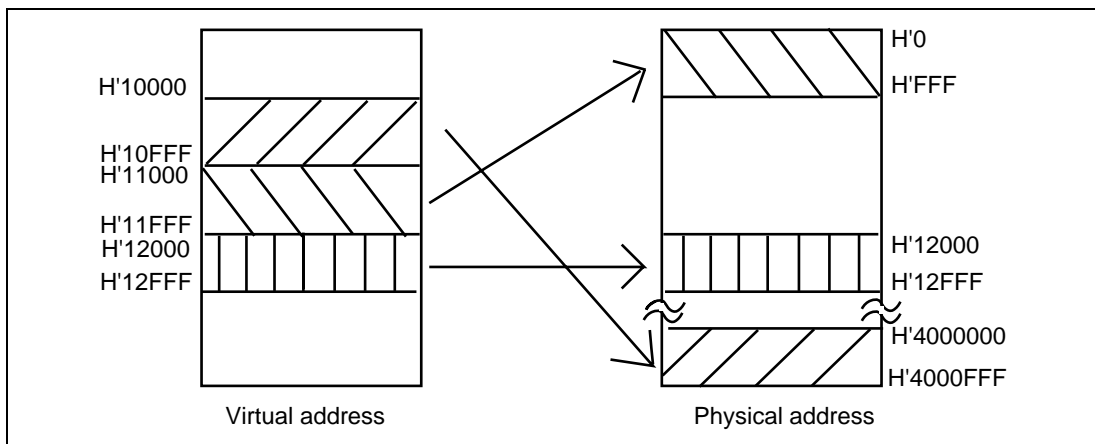 H'10000
H'10FFF
H'11000
H'11FFF
H'12000
H'12FFF
Virtual address
H'0
H'FFF
H'12000
H'12FFF
H'4000000
H'4000FFF
Physical address